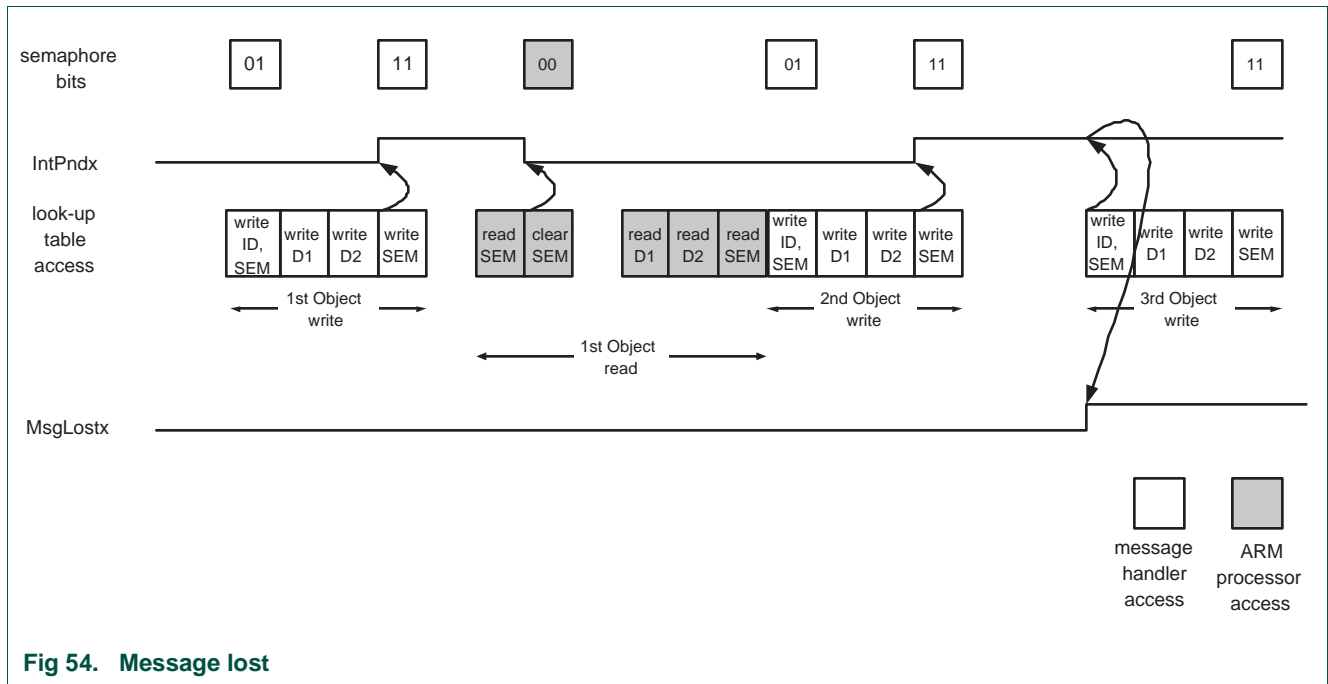 semaphore
bits
01
11
00
01
11
11
IntPndx
look-up
table
access
write
ID,
SEM
write
D1
write
D2
write
SEM
read
SEM
clear
SEM
read
D1
read
D2
read
SEM
write
ID,
SEM
write
D1
write
D2
write
SEM
write
ID,
SEM
write
D1
write
D2
write
SEM
1st Object
write
2nd Object
write
3rd Object
write
1st Object
read
MsgLostx
message
handler
access
ARM
processor
access
Fig 54. Message lost